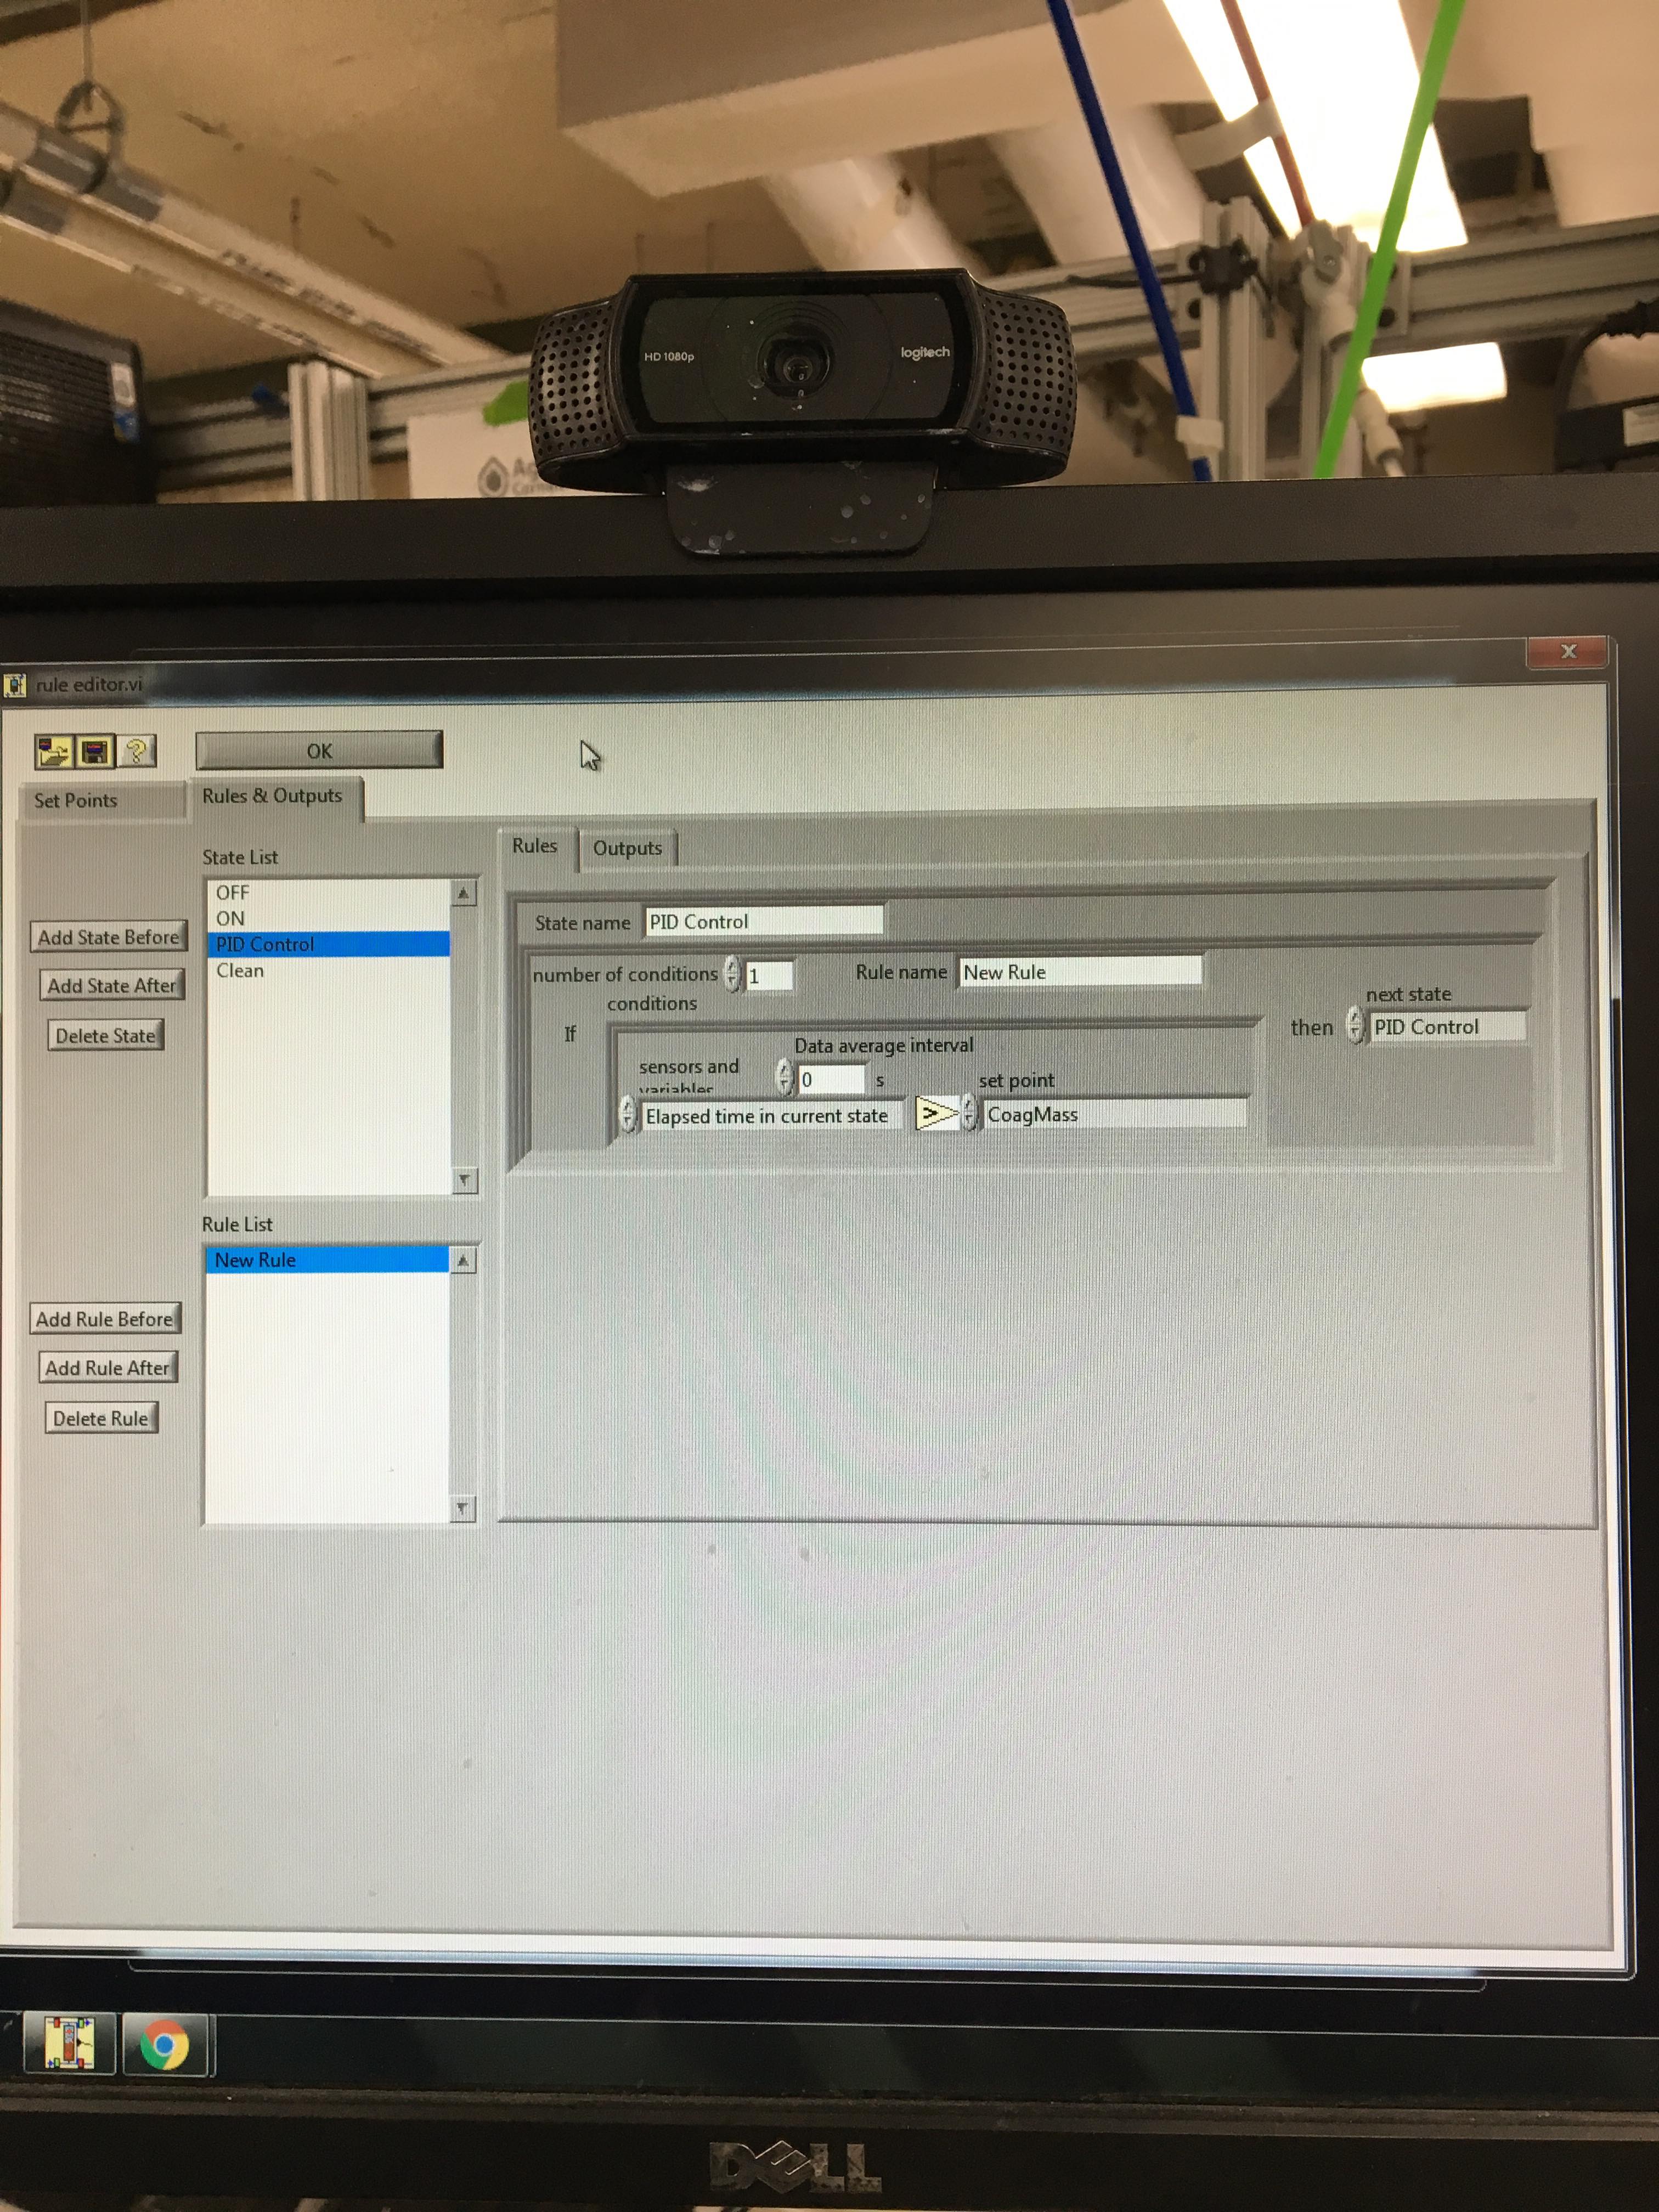 HD 1080p
logitech
rule editor.vi
X
?
OK
Set Points
Rules & Outputs
State List
OFF
ON
PID Control
Clean
Add State Before
Add State After
Delete State
Rule List
New Rule
Add Rule Before
Add Rule After
Delete Rule
Rules
Outputs
State name
PID Control
number of conditions
1
Rule name
New Rule
conditions
If
Data average interval
sensors and
variables
0
s
set point
Elapsed time in current state
>
CoagMass
then
next state
PID Control
DELL